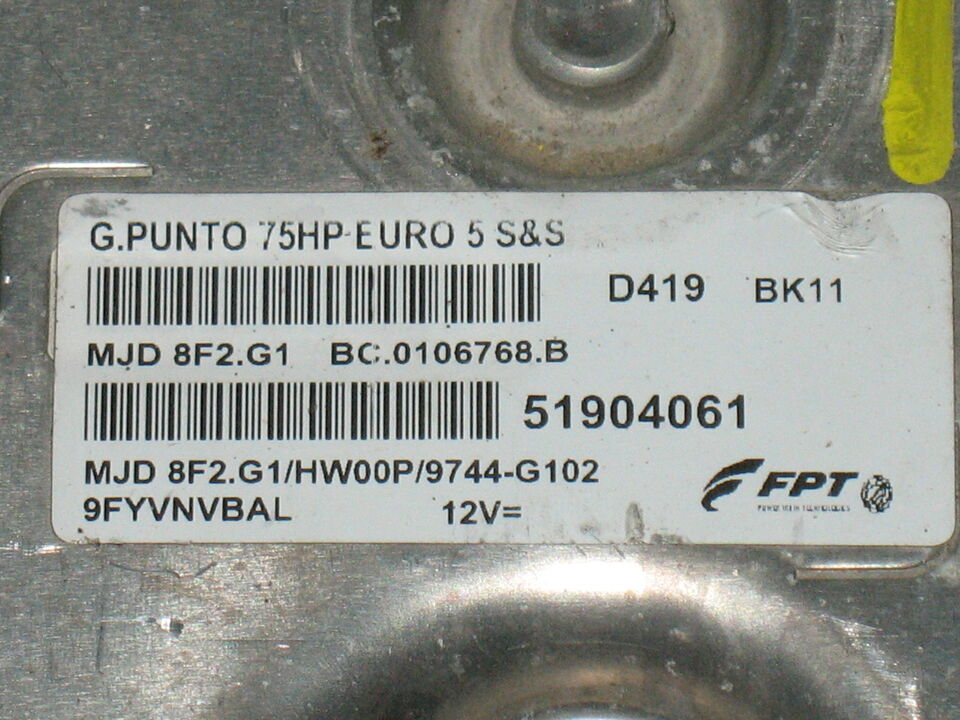 G.PUNTO 75HP EURO 5 S&S
D419 BK11
MJD 8F2.G1 BC.0106768.B
51904061
MJD 8F2.G1/HW00P/9744-G102
9FYVNVBAL 12V=
FPT